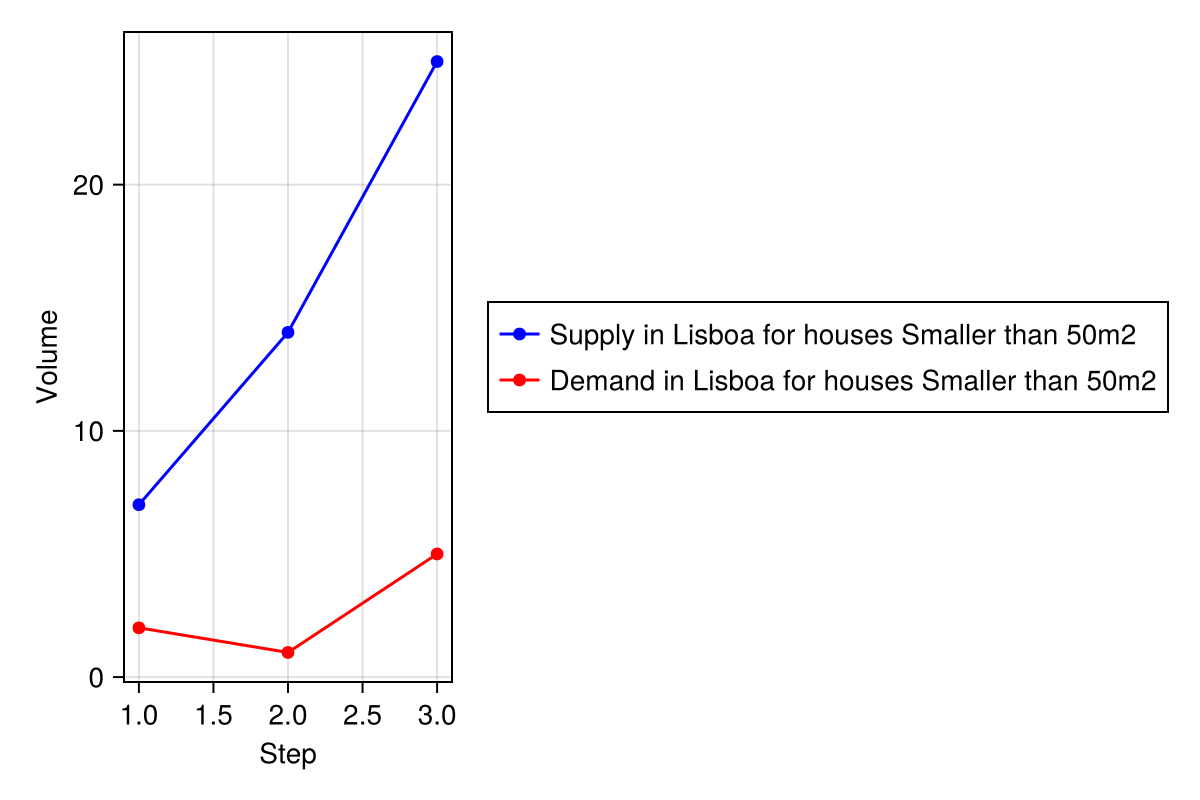 Volume
20
10
0
1.0 1.5 2.0 2.5 3.0
Step
Supply in Lisboa for houses Smaller than 50m2
Demand in Lisboa for houses Smaller than 50m2